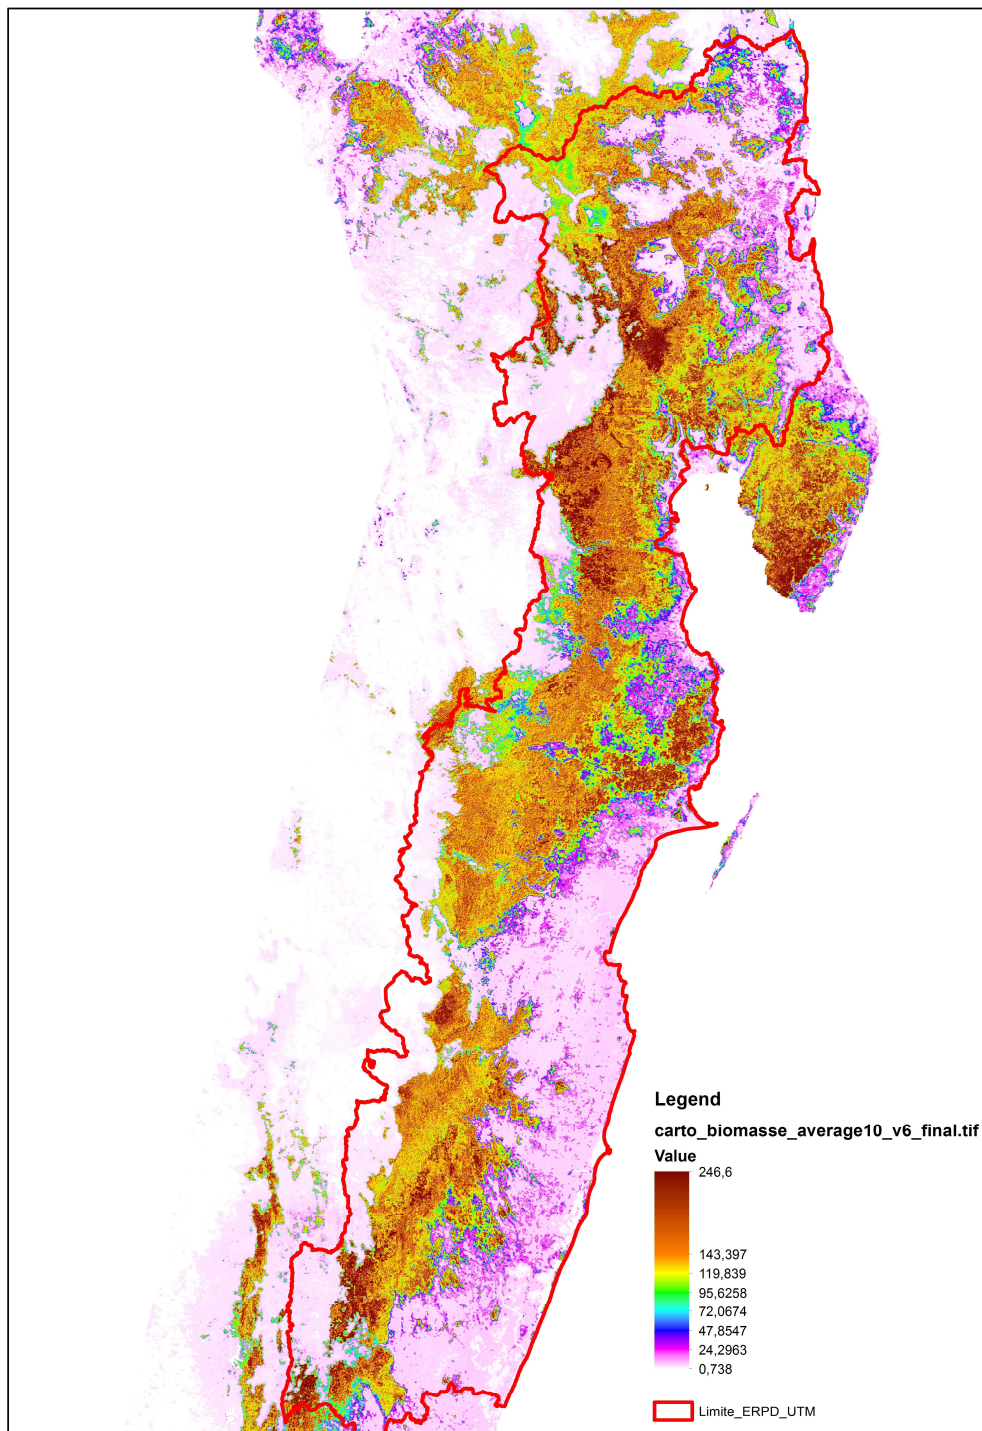 Legend
carto_biomasse_average10_v6_final.tif
Value
246,6
143,397
119,839
95,6258
72,0674
47,8547
24,2963
0,738
Limite_ERPD_UTM